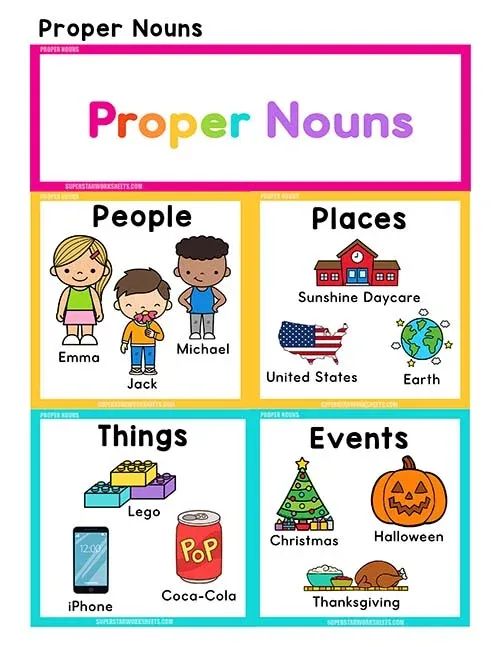 Proper Nouns
PROPER NOUNS
Proper Nouns
SUPERSTARWORKSHEETS.COM
PROPER NOUNS
People
Emma
Jack
Michael
SUPERSTARWORKSHEETS.COM
PROPER NOUNS
Places
Sunshine Daycare
United States
Earth
SUPERSTARWORKSHEETS.COM
PROPER NOUNS
Things
Lego
12:00
iPhone
POP
Coca-Cola
SUPERSTARWORKSHEETS.COM
PROPER NOUNS
Events
Christmas
Halloween
Thanksgiving
SUPERSTARWORKSHEETS.COM